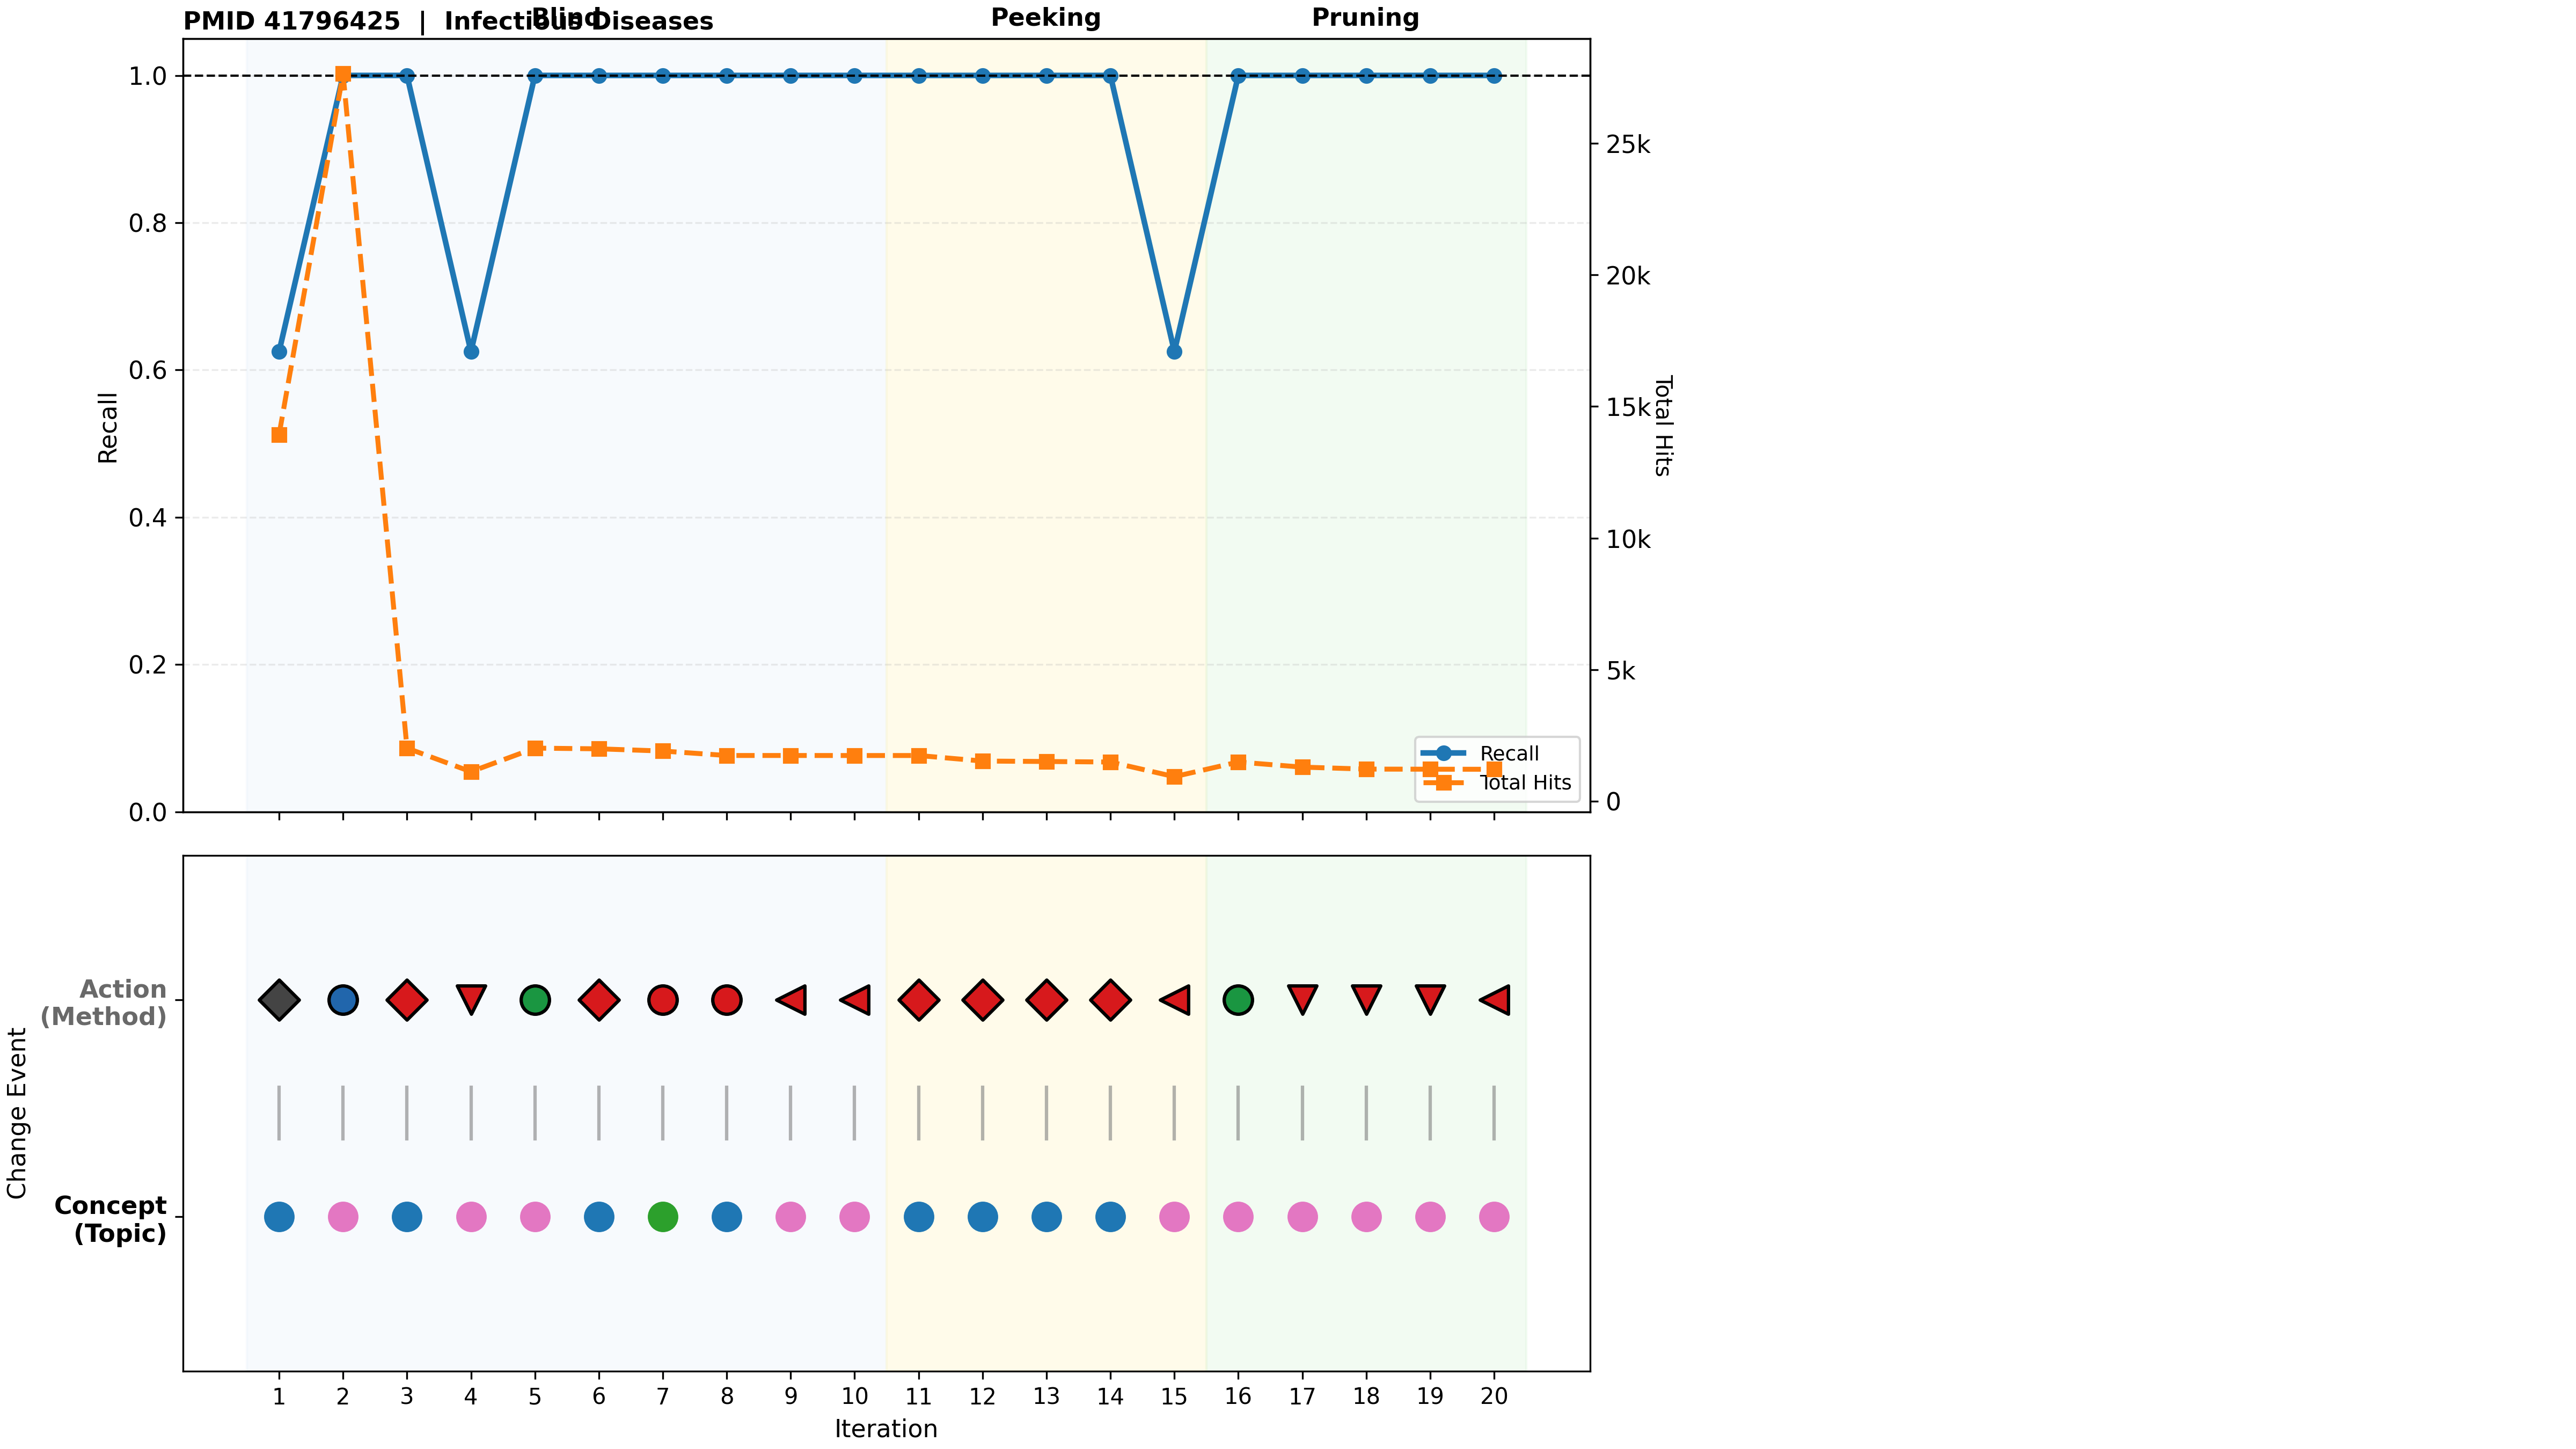 PMID 41796425 | Infectious Diseases
Blind
Peeking
Pruning
1.0
0.8
0.6
0.4
0.2
0.0
Recall
25k
20k
15k
10k
5k
0
Total Hits
Recall
Total Hits
Action
(Method)
Concept
(Topic)
Change Event
1 2 3 4 5 6 7 8 9 10 11 12 13 14 15 16 17 18 19 20
Iteration